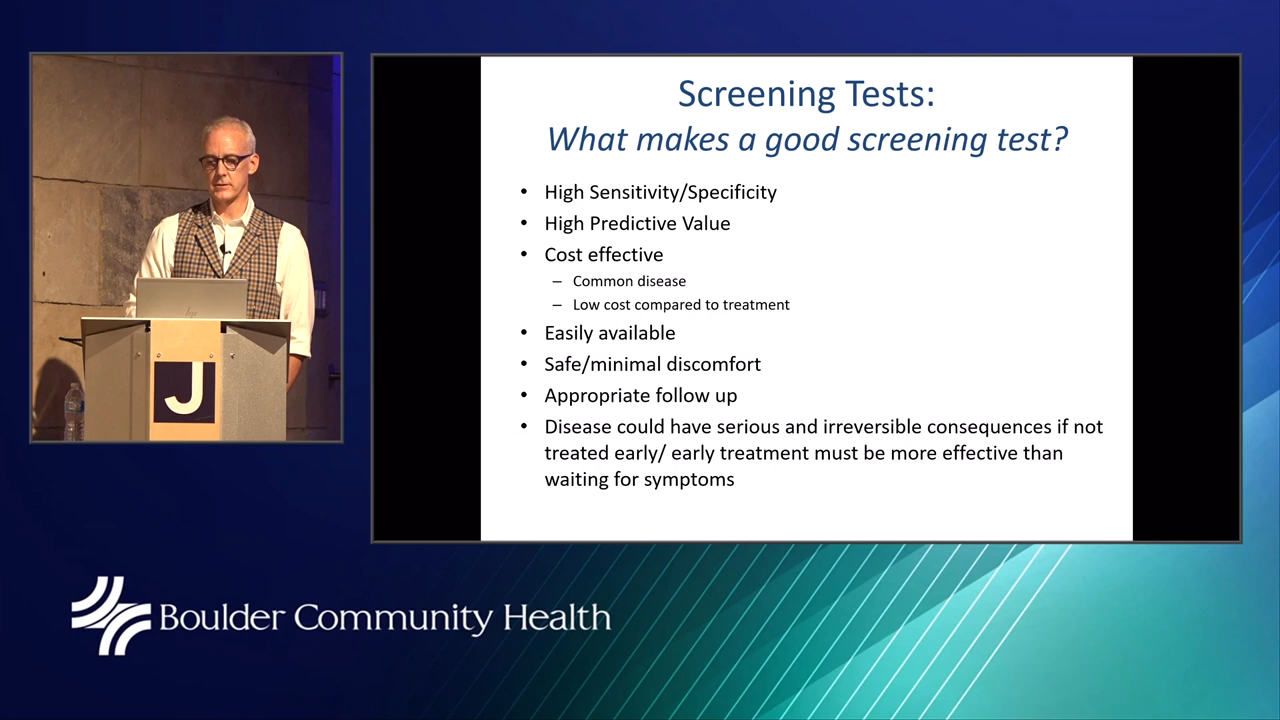 Screening Tests:
What makes a good screening test?
• High Sensitivity/Specificity
• High Predictive Value
• Cost effective
– Common disease
– Low cost compared to treatment
• Easily available
• Safe/minimal discomfort
• Appropriate follow up
• Disease could have serious and irreversible consequences if not
treated early/ early treatment must be more effective than
waiting for symptoms
hp
J
Boulder Community Health